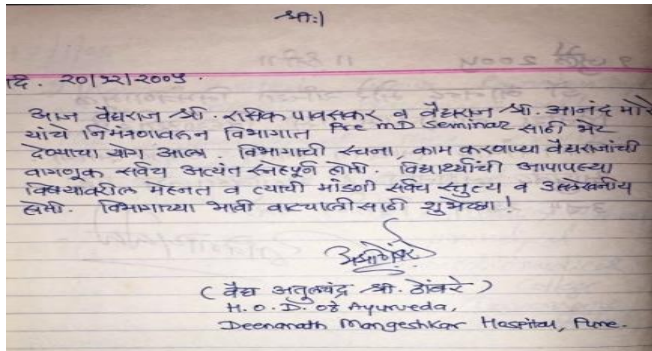 श्री:।
दि. २०/१२/२००५.
आज वैद्यराज श्री. रसिक पावसकर व वैद्यराज श्री. आनंद मोरे
यांचे निमंत्रणावरुन विभागात Pre MD Seminar साठी भेट
देण्याचा योग आला. विभागाची रचना, काम करणाऱ्या वैद्यराजांची
वागणूक सर्वच अत्यंत स्नेहपूर्ण होती. विद्यार्थ्यांची आपापल्या
विषयावरील मेहनत व त्याची मांडणी सर्वच स्तुत्य व उल्लेखनीय
होती. विभागाच्या भावी वाटचालीसाठी शुभेच्छा!
(वैद्य अतुलचंद्र श्री. ठोंबरे)
H.O.D. of Ayurveda,
Deenanath Mangeshkar Hospital, Pune.